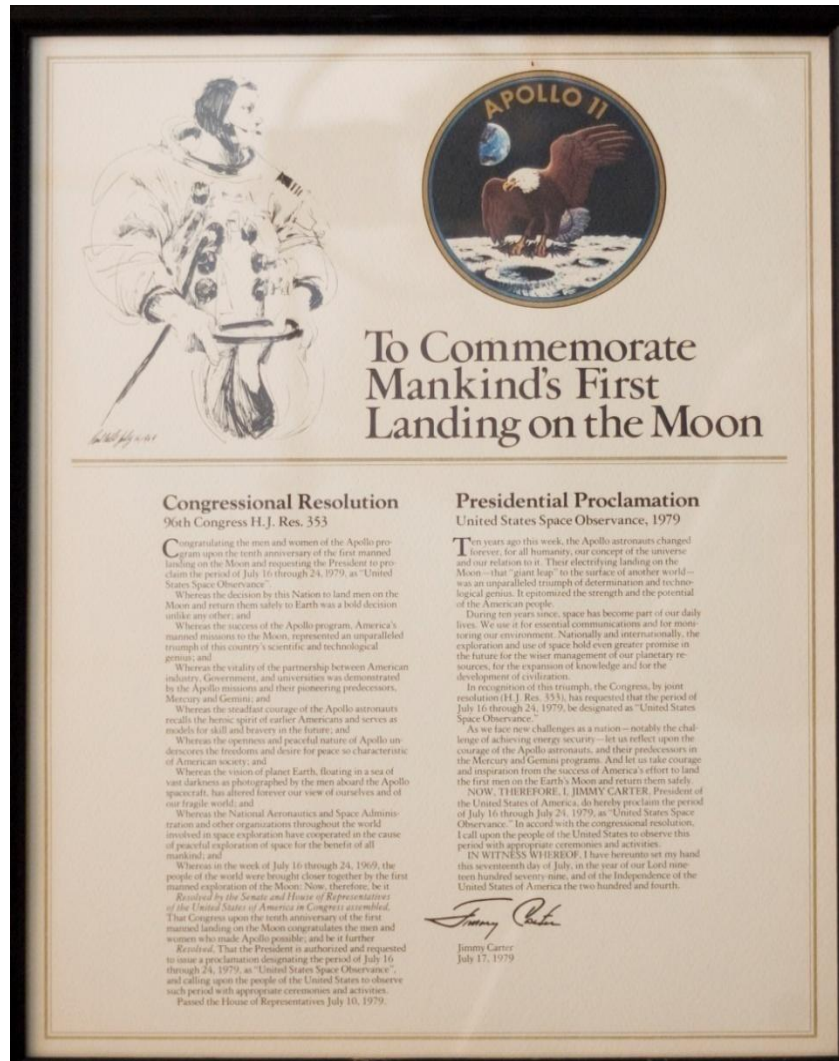 APOLLO 11
To Commemorate
Mankind's First
Landing on the Moon
Congressional Resolution
96th Congress H.J. Res. 353
Congratulating the men and women of the Apollo pro-
gram upon the tenth anniversary of the first manned
landing on the Moon and requesting the President to pro-
claim the period of July 16 through 24, 1979, as "United
States Space Observance".
Whereas the decision by this Nation to land men on the
Moon and return them safely to Earth was a bold decision
unlike any other; and
Whereas the success of the Apollo program, America's
manned missions to the Moon, represented an unparalleled
triumph of this country's scientific and technological
genius; and
Whereas the vitality of the partnership between American
industry, Government, and universities was demonstrated
by the Apollo missions and their pioneering predecessors,
Mercury and Gemini; and
Whereas the steadfast courage of the Apollo astronauts
recalls the heroic spirit of earlier Americans and serves as
models for skill and bravery in the future; and
Whereas the openness and peaceful nature of Apollo un-
derscores the freedoms and desire for peace so characteristic
of American society; and
Whereas the vision of planet Earth, floating in a sea of
vast darkness as photographed by the men aboard the Apollo
spacecraft, has altered forever our view of ourselves and of
our fragile world; and
Whereas the National Aeronautics and Space Adminis-
tration and other organizations throughout the world
involved in space exploration have cooperated in the cause
of peaceful exploration of space for the benefit of all
mankind; and
Whereas in the week of July 16 through 24, 1969, the
people of the world were brought closer together by the first
manned exploration of the Moon: Now, therefore, be it
Resolved by the Senate and House of Representatives
of the United States of America in Congress assembled,
That Congress upon the tenth anniversary of the first
manned landing on the Moon congratulates the men and
women who made Apollo possible; and be it further
Resolved, That the President is authorized and requested
to issue a proclamation designating the period of July 16
through 24, 1979, as "United States Space Observance",
and calling upon the people of the United States to observe
such period with appropriate ceremonies and activities.
Passed the House of Representatives July 10, 1979.
Presidential Proclamation
United States Space Observance, 1979
Ten years ago this week, the Apollo astronauts changed
forever, for all humanity, our concept of the universe
and our relation to it. Their electrifying landing on the
Moon—that "giant leap" to the surface of another world—
was an unparalleled triumph of determination and techno-
logical genius. It epitomized the strength and the potential
of the American people.
During ten years since, space has become part of our daily
lives. We use it for essential communications and for moni-
toring our environment. Nationally and internationally, the
exploration and use of space hold even greater promise in
the future for the wiser management of our planetary re-
sources, for the expansion of knowledge and for the
development of civilization.
In recognition of this triumph, the Congress, by joint
resolution (H.J. Res. 353), has requested that the period of
July 16 through 24, 1979, be designated as "United States
Space Observance."
As we face new challenges as a nation—notably the chal-
lenge of achieving energy security—let us reflect upon the
courage of the Apollo astronauts, and their predecessors in
the Mercury and Gemini programs. And let us take courage
and inspiration from the success of America's effort to land
the first men on the Earth's Moon and return them safely.
NOW, THEREFORE, I, JIMMY CARTER, President of
the United States of America, do hereby proclaim the period
of July 16 through July 24, 1979, as "United States Space
Observance." In accord with the congressional resolution,
I call upon the people of the United States to observe this
period with appropriate ceremonies and activities.
IN WITNESS WHEREOF, I have hereunto set my hand
this seventeenth day of July, in the year of our Lord nine-
teen hundred seventy-nine, and of the Independence of the
United States of America the two hundred and fourth.
Jimmy Carter
Jimmy Carter
July 17, 1979